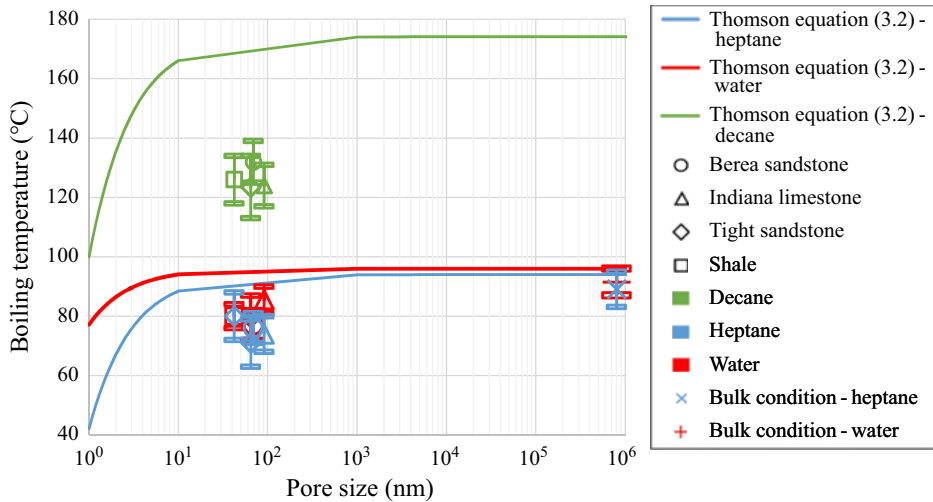 180
160
140
120
100
80
60
40
Boiling temperature (°C)
10⁰
10¹
10²
10³
10⁴
10⁵
10⁶
Pore size (nm)
Thomson equation (3.2) -
heptane
Thomson equation (3.2) -
water
Thomson equation (3.2) -
decane
Berea sandstone
Indiana limestone
Tight sandstone
Shale
Decane
Heptane
Water
Bulk condition - heptane
Bulk condition - water